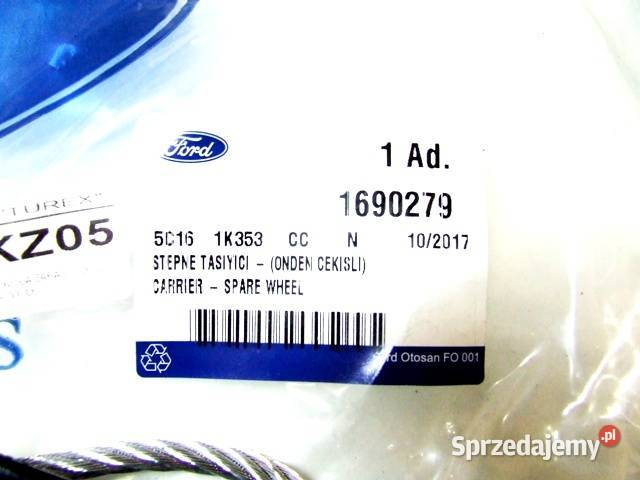 Ford
1 Ad.
1690279
5C16 1K353 CC N 10/2017
STEPNE TASIYICI - (ONDEN CEKISLI)
CARRIER - SPARE WHEEL
Otosan FO 001
TUREX"
KZ05
S
Sprzedajemy.pl